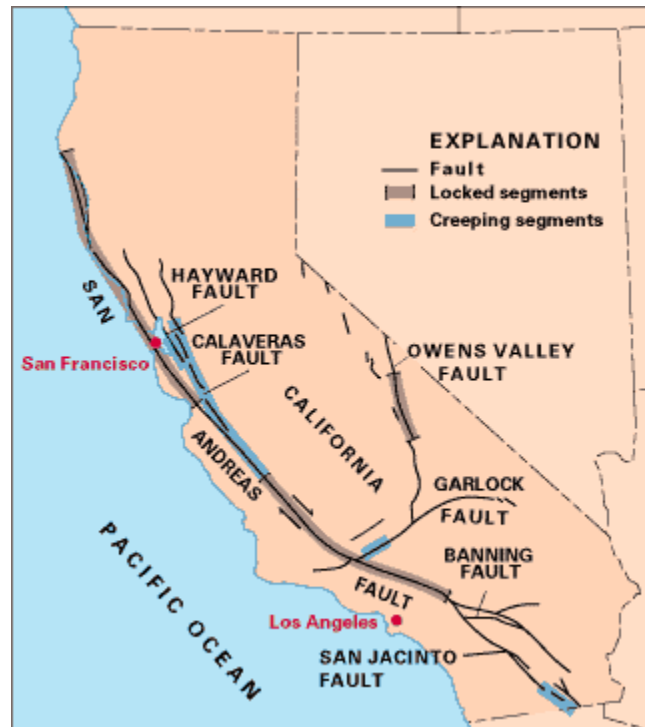 EXPLANATION
Fault
Locked segments
Creeping segments
HAYWARD
FAULT
SAN
CALAVERAS
FAULT
San Francisco
OWENS VALLEY
FAULT
CALIFORNIA
ANDREAS
GARLOCK
FAULT
BANNING
FAULT
FAULT
PACIFIC OCEAN
Los Angeles
SAN JACINTO
FAULT